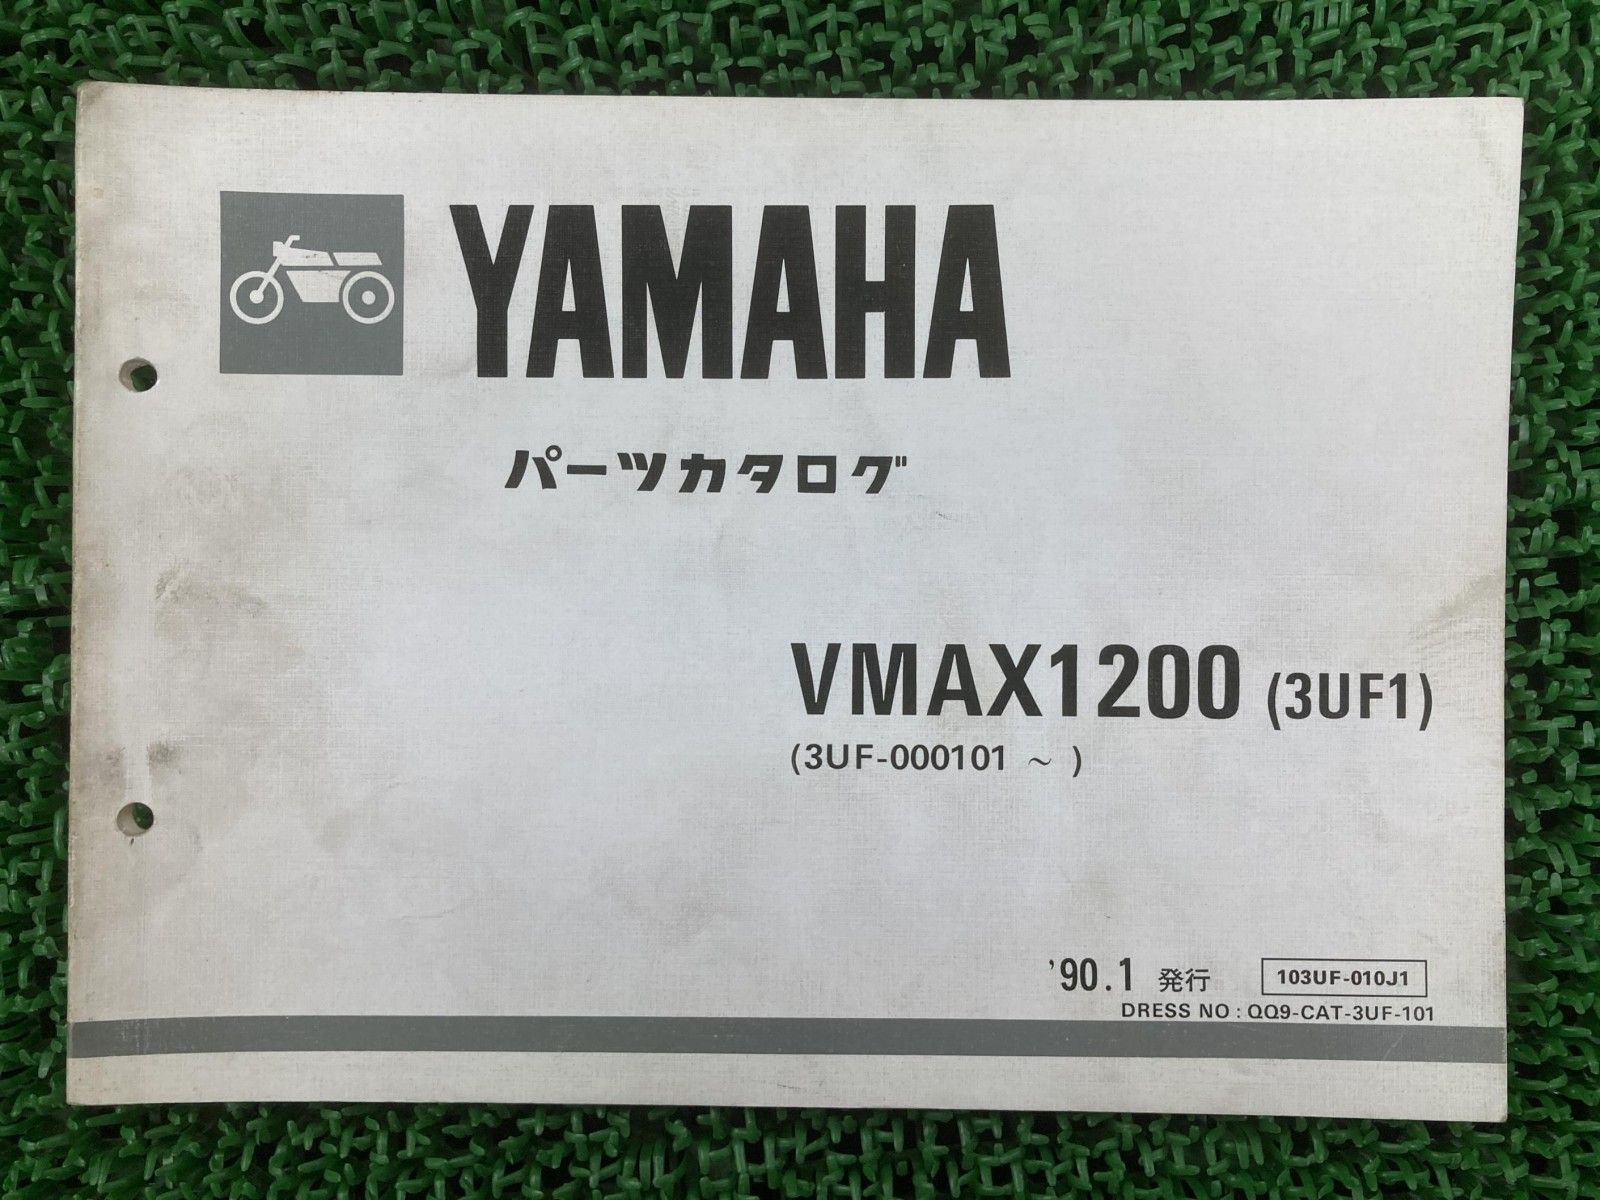 YAMAHA
パーツカタログ
VMAX1200 (3UF1)
(3UF-000101 ~ )
'90.1 発行 103UF-010J1
DRESS NO : QQ9-CAT-3UF-101